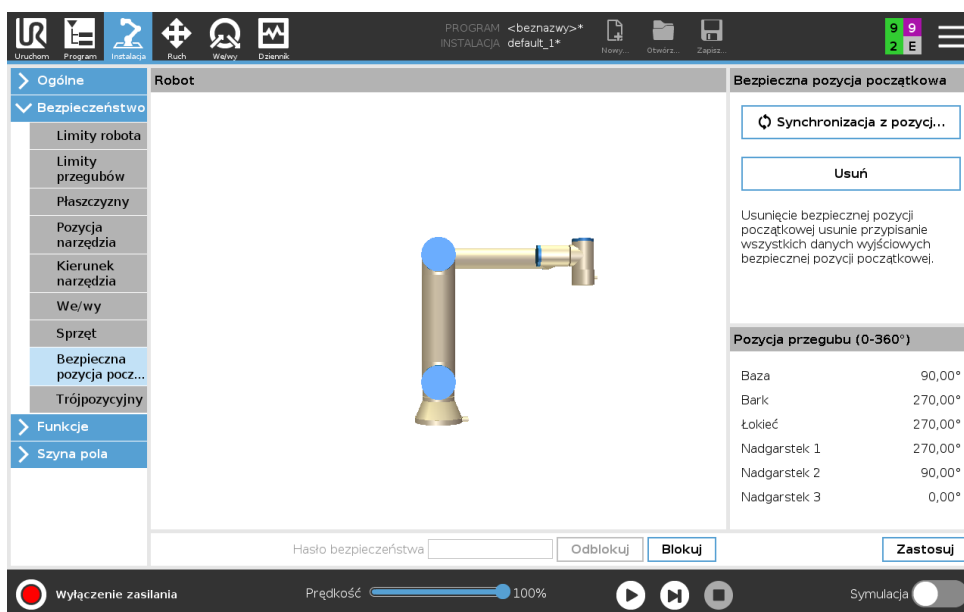 PROGRAM <beznazwy>*
INSTALACJA default_1*
Uruchom Program Instalacja Ruch We/wy Dziennik
Nowy... Otwórz... Zapisz...
9 9
2 E
Ogólne
Bezpieczeństwo
Limity robota
Limity
przegubów
Płaszczyzny
Pozycja
narzędzia
Kierunek
narzędzia
We/wy
Sprzęt
Bezpieczna
pozycja pocz...
Trójpozycyjny
Funkcje
Szyna pola
Robot
Bezpieczna pozycja początkowa
Synchronizacja z pozycj...
Usuń
Usunięcie bezpiecznej pozycji
początkowej usunie przypisanie
wszystkich danych wyjściowych
bezpiecznej pozycji początkowej.
Pozycja przegubu (0-360°)
Baza 90,00°
Bark 270,00°
Łokieć 270,00°
Nadgarstek 1 270,00°
Nadgarstek 2 90,00°
Nadgarstek 3 0,00°
Hasło bezpieczeństwa Odblokuj Blokuj
Zastosuj
Wyłączenie zasilania
Prędkość 100%
Symulacja